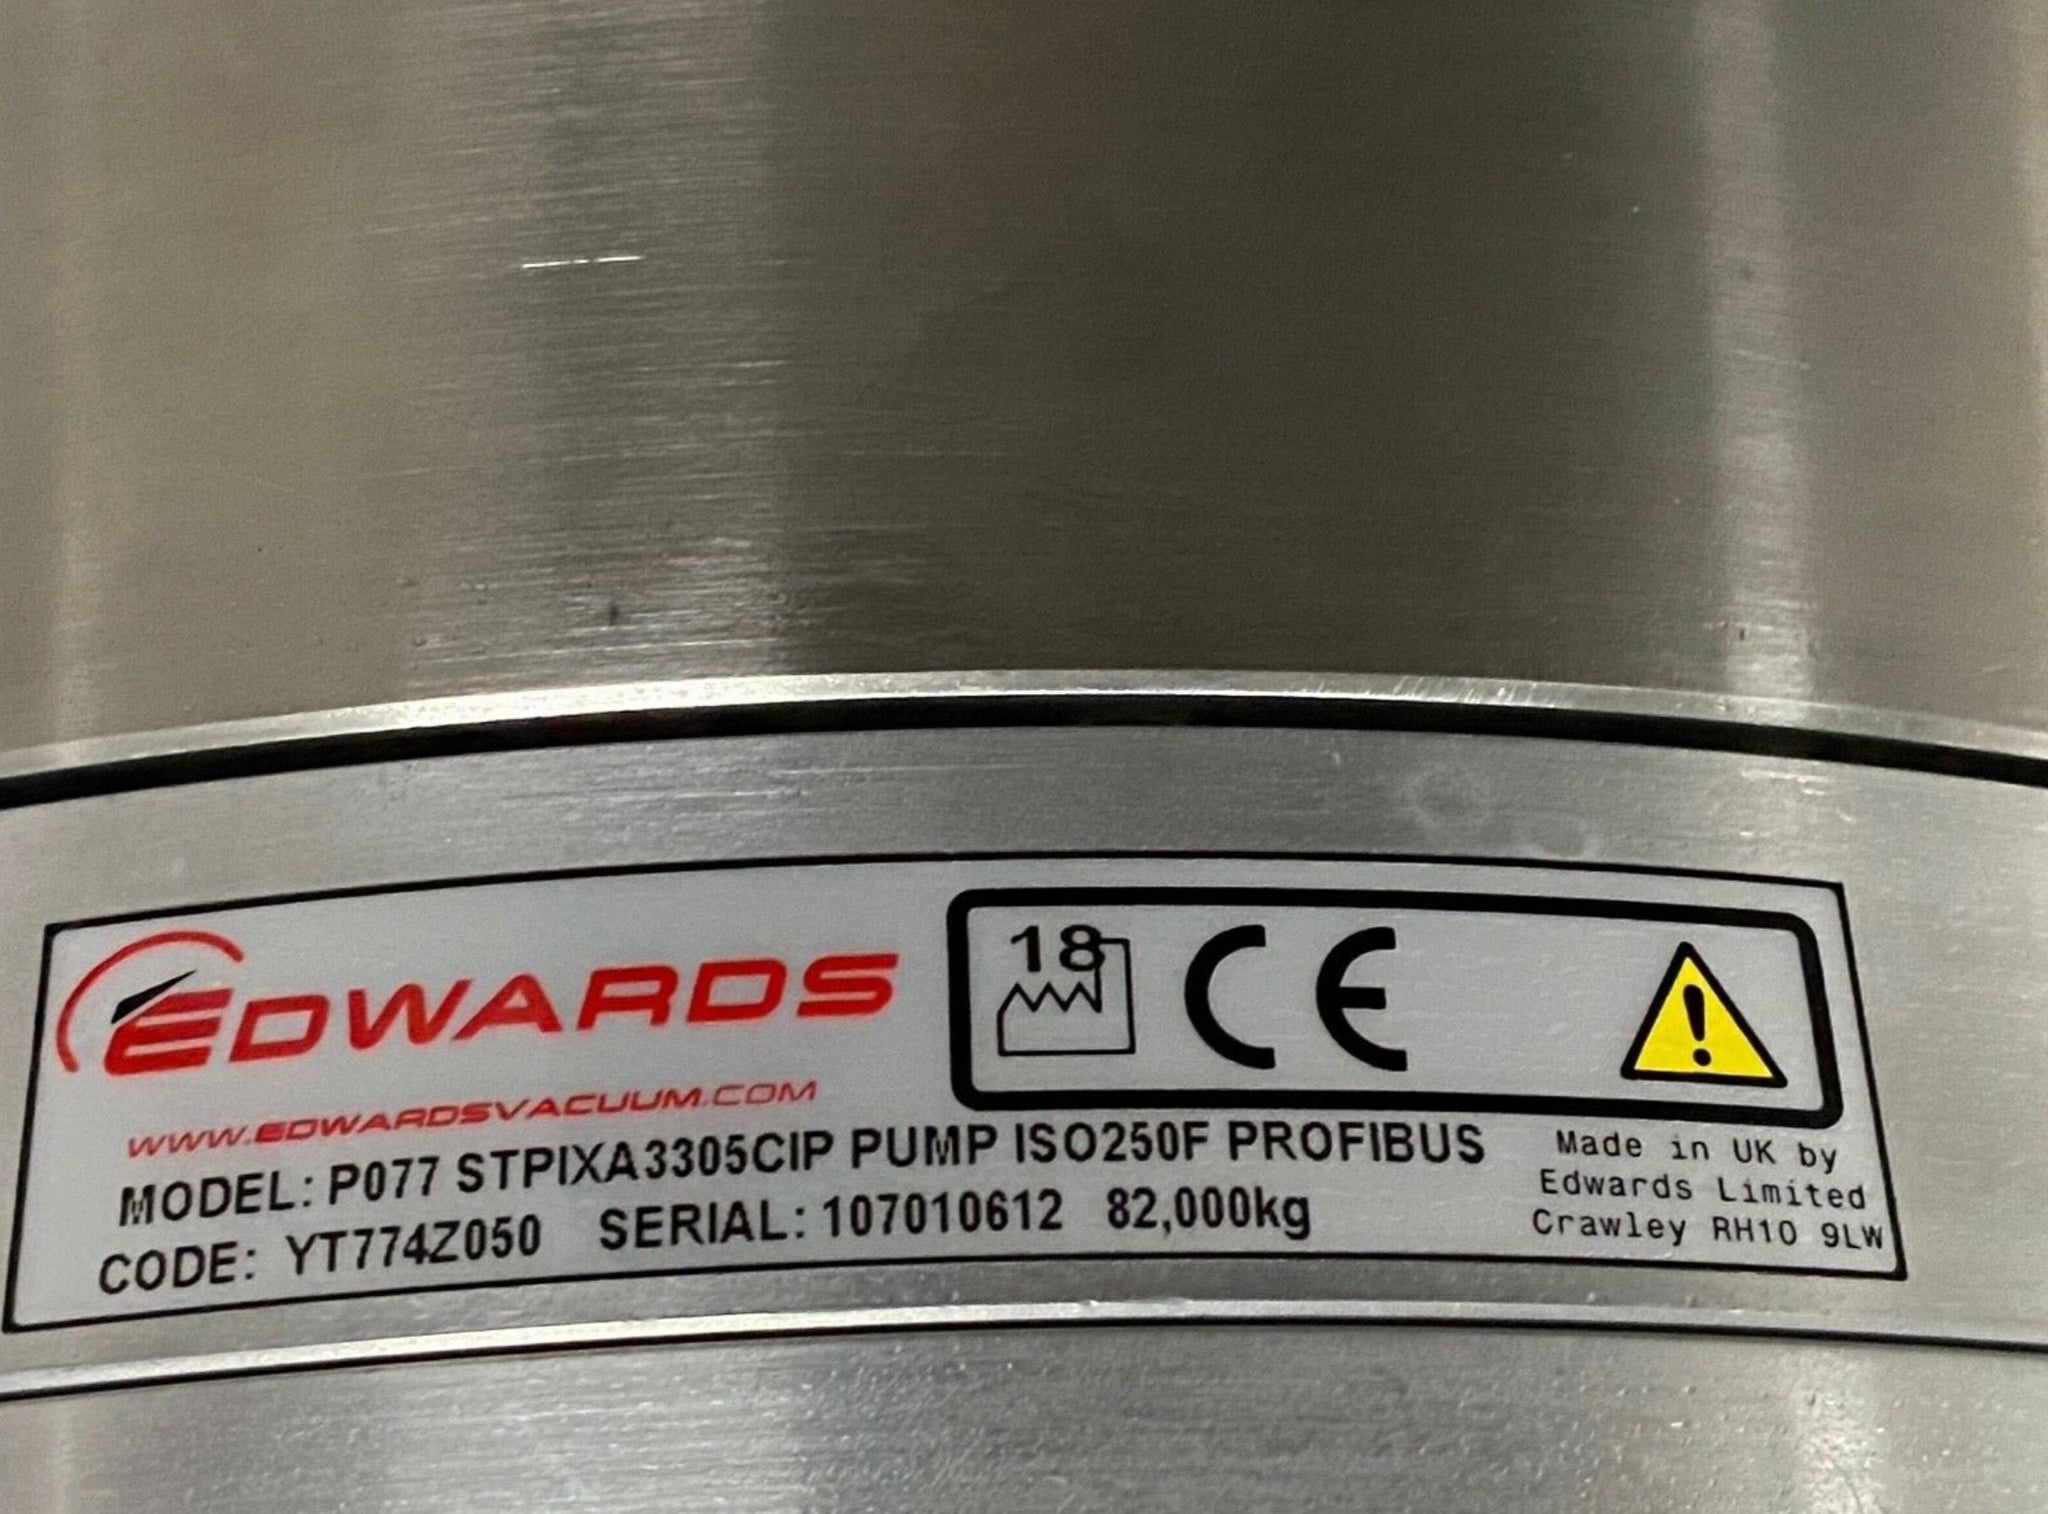 EDWARDS
WWW.EDWARDSVACUUM.COM
18
CE
MODEL: P077 STPIXA3305CIP PUMP ISO250F PROFIBUS
CODE: YT774Z050 SERIAL: 107010612 82,000kg
Made in UK by
Edwards Limited
Crawley RH10 9LW